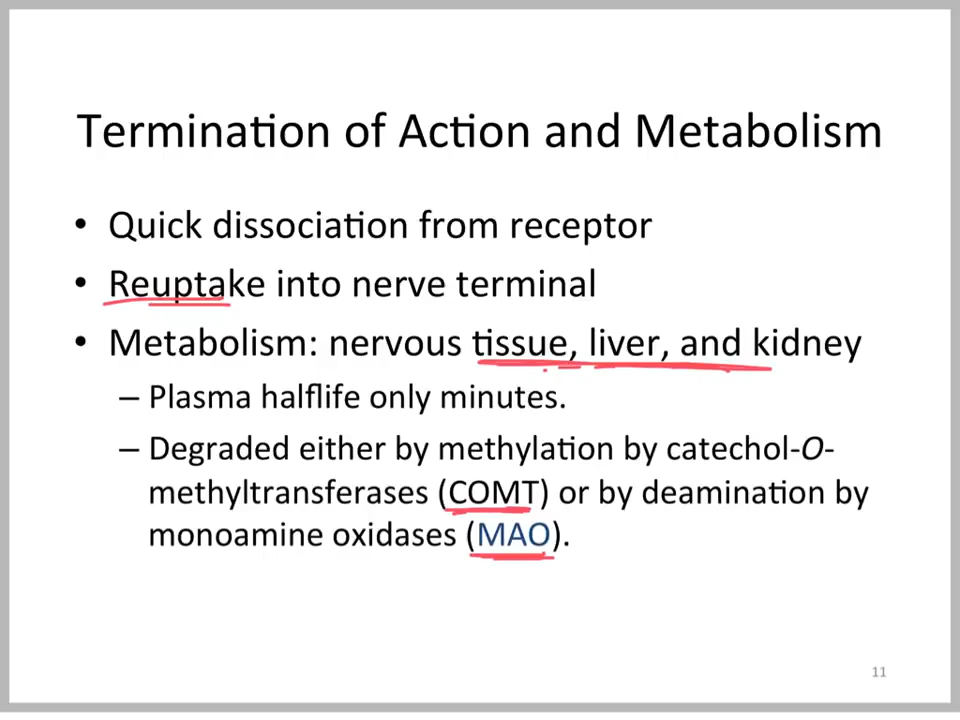 Termination of Action and Metabolism
• Quick dissociation from receptor
• Reuptake into nerve terminal
• Metabolism: nervous tissue, liver, and kidney
– Plasma halflife only minutes.
– Degraded either by methylation by catechol-O-
methyltransferases (COMT) or by deamination by
monoamine oxidases (MAO).
11